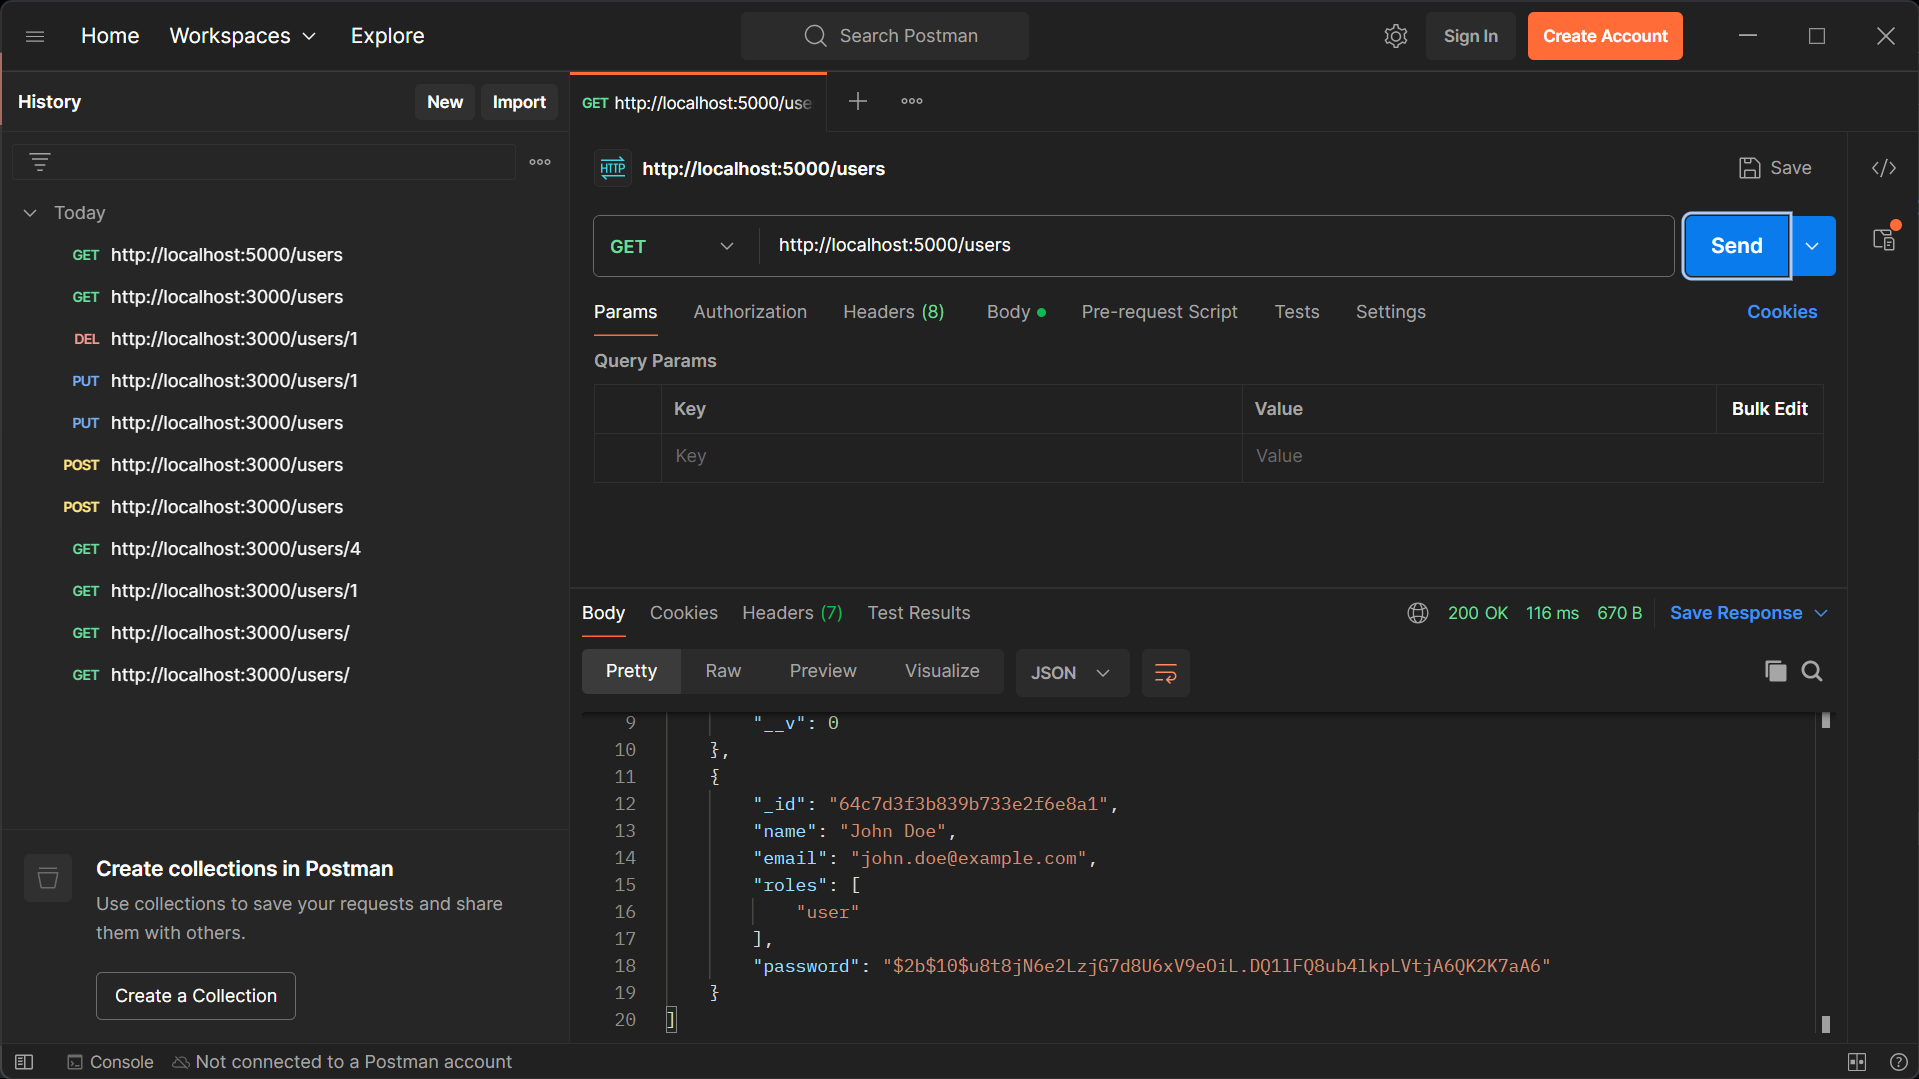 Home
Workspaces
Explore
Search Postman
Sign In
Create Account
History
New
Import
GET http://localhost:5000/use
HTTP
http://localhost:5000/users
Save
Today
GET http://localhost:5000/users
GET http://localhost:3000/users
DEL http://localhost:3000/users/1
PUT http://localhost:3000/users/1
PUT http://localhost:3000/users
POST http://localhost:3000/users
POST http://localhost:3000/users
GET http://localhost:3000/users/4
GET http://localhost:3000/users/1
GET http://localhost:3000/users/
GET http://localhost:3000/users/
Create collections in Postman
Use collections to save your requests and share
them with others.
Create a Collection
GET
http://localhost:5000/users
Send
Params
Authorization
Headers (8)
Body
Pre-request Script
Tests
Settings
Cookies
Query Params
Key
Value
Bulk Edit
Key
Value
Body
Cookies
Headers (7)
Test Results
200 OK
116 ms
670 B
Save Response
Pretty
Raw
Preview
Visualize
JSON
9 "__v": 0
10 },
11 {
12 "_id": "64c7d3f3b839b733e2f6e8a1",
13 "name": "John Doe",
14 "email": "john.doe@example.com",
15 "roles": [
16 "user"
17 ],
18 "password": "$2b$10$u8t8jN6e2LzjG7d8U6xV9eOiL.DQ1lFQ8ub4lkpLVtjA6QK2K7aA6"
19 }
20 ]
Console
Not connected to a Postman account